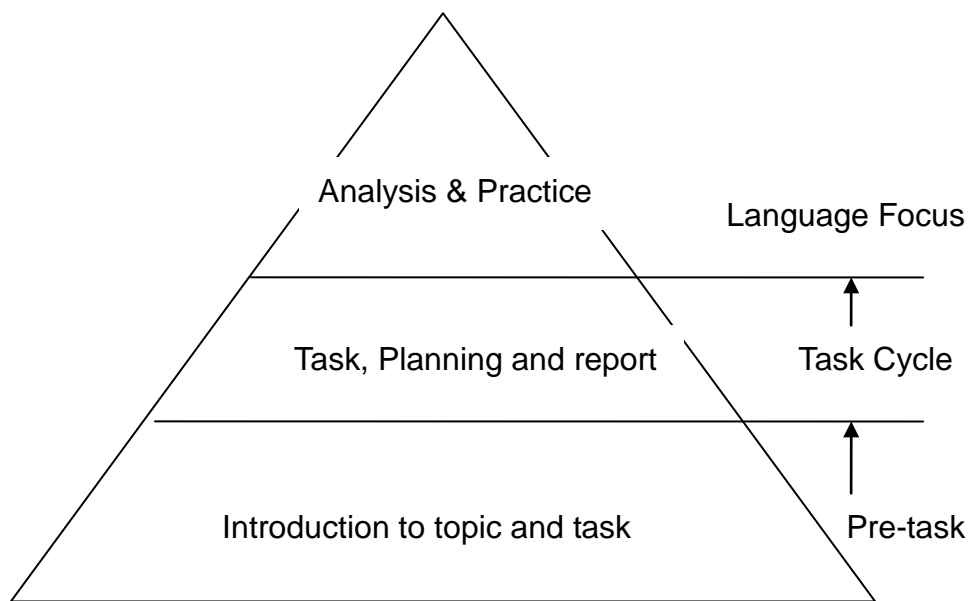 Analysis & Practice
Language Focus
Task, Planning and report
Task Cycle
Introduction to topic and task
Pre-task